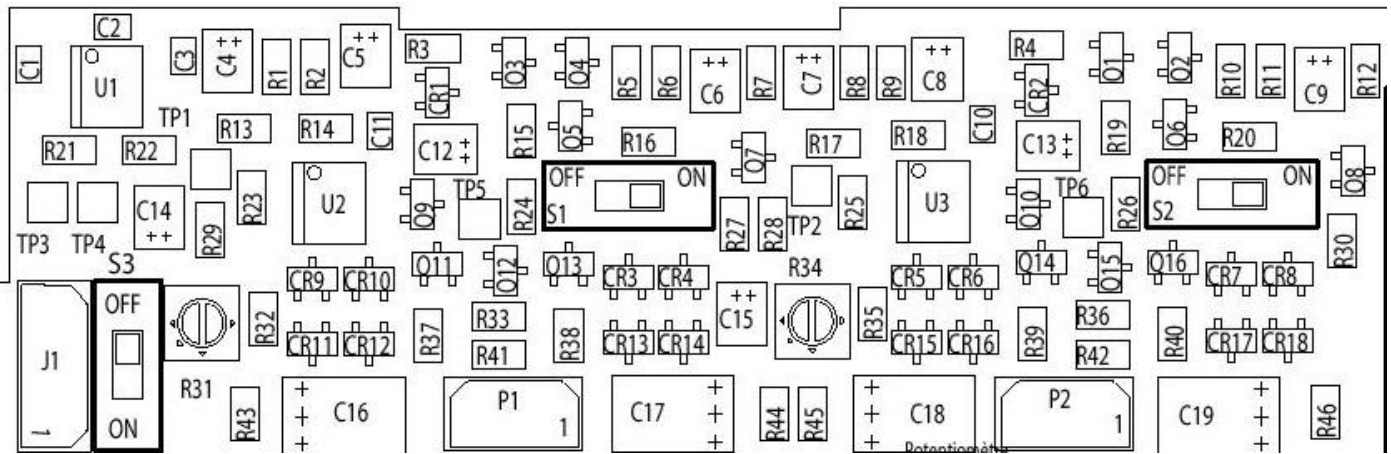 C1
C2
U1
C3
C4 ++
R1
R2
C5 ++
R3
CR1
Q3
Q4
R5
R6
C6 ++
R7
C7 ++
R8
R9
C8 ++
R4
CR2
Q1
Q2
R10
R11
C9 ++
R12
R21
R22
TP1
R13
R14
C11
C12 ++
R15
Q5
R16
Q7
R17
R18
C10
C13 ++
R19
Q6
R20
Q8
TP3
TP4
C14 ++
R29
R23
U2
Q9
TP5
R24
OFF ON
S1
R27
R28
TP2
R25
U3
Q10
TP6
R26
OFF ON
S2
R30
S3
OFF
ON
J1
1
R31
R32
CR9
CR10
Q11
Q12
Q13
CR3
CR4
R34
CR5
CR6
Q14
Q15
Q16
CR7
CR8
CR11
CR12
R37
R33
R41
R38
CR13
CR14
C15 ++
R35
CR15
CR16
R39
R36
R42
R40
CR17
CR18
R43
C16 +++
P1
1
C17 +++
R44
R45
C18 +++
P2
1
C19 +++
R46
Potentiomètre